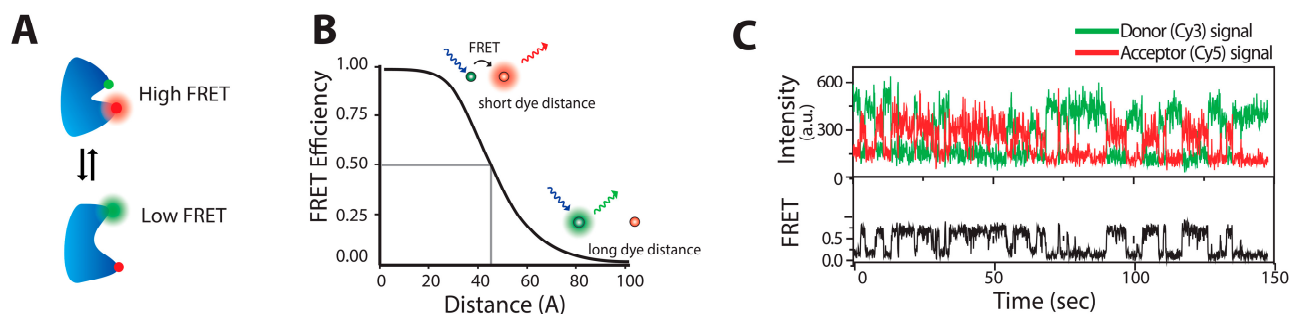 A
High FRET
Low FRET
B
FRET
short dye distance
long dye distance
FRET Efficiency
1.00
0.75
0.50
0.25
0.00
0 20 40 60 80 100
Distance (A)
C
Donor (Cy3) signal
Acceptor (Cy5) signal
Intensity
(a.u.)
600
300
0
FRET
0.5
0.0
0 50 100 150
Time (sec)